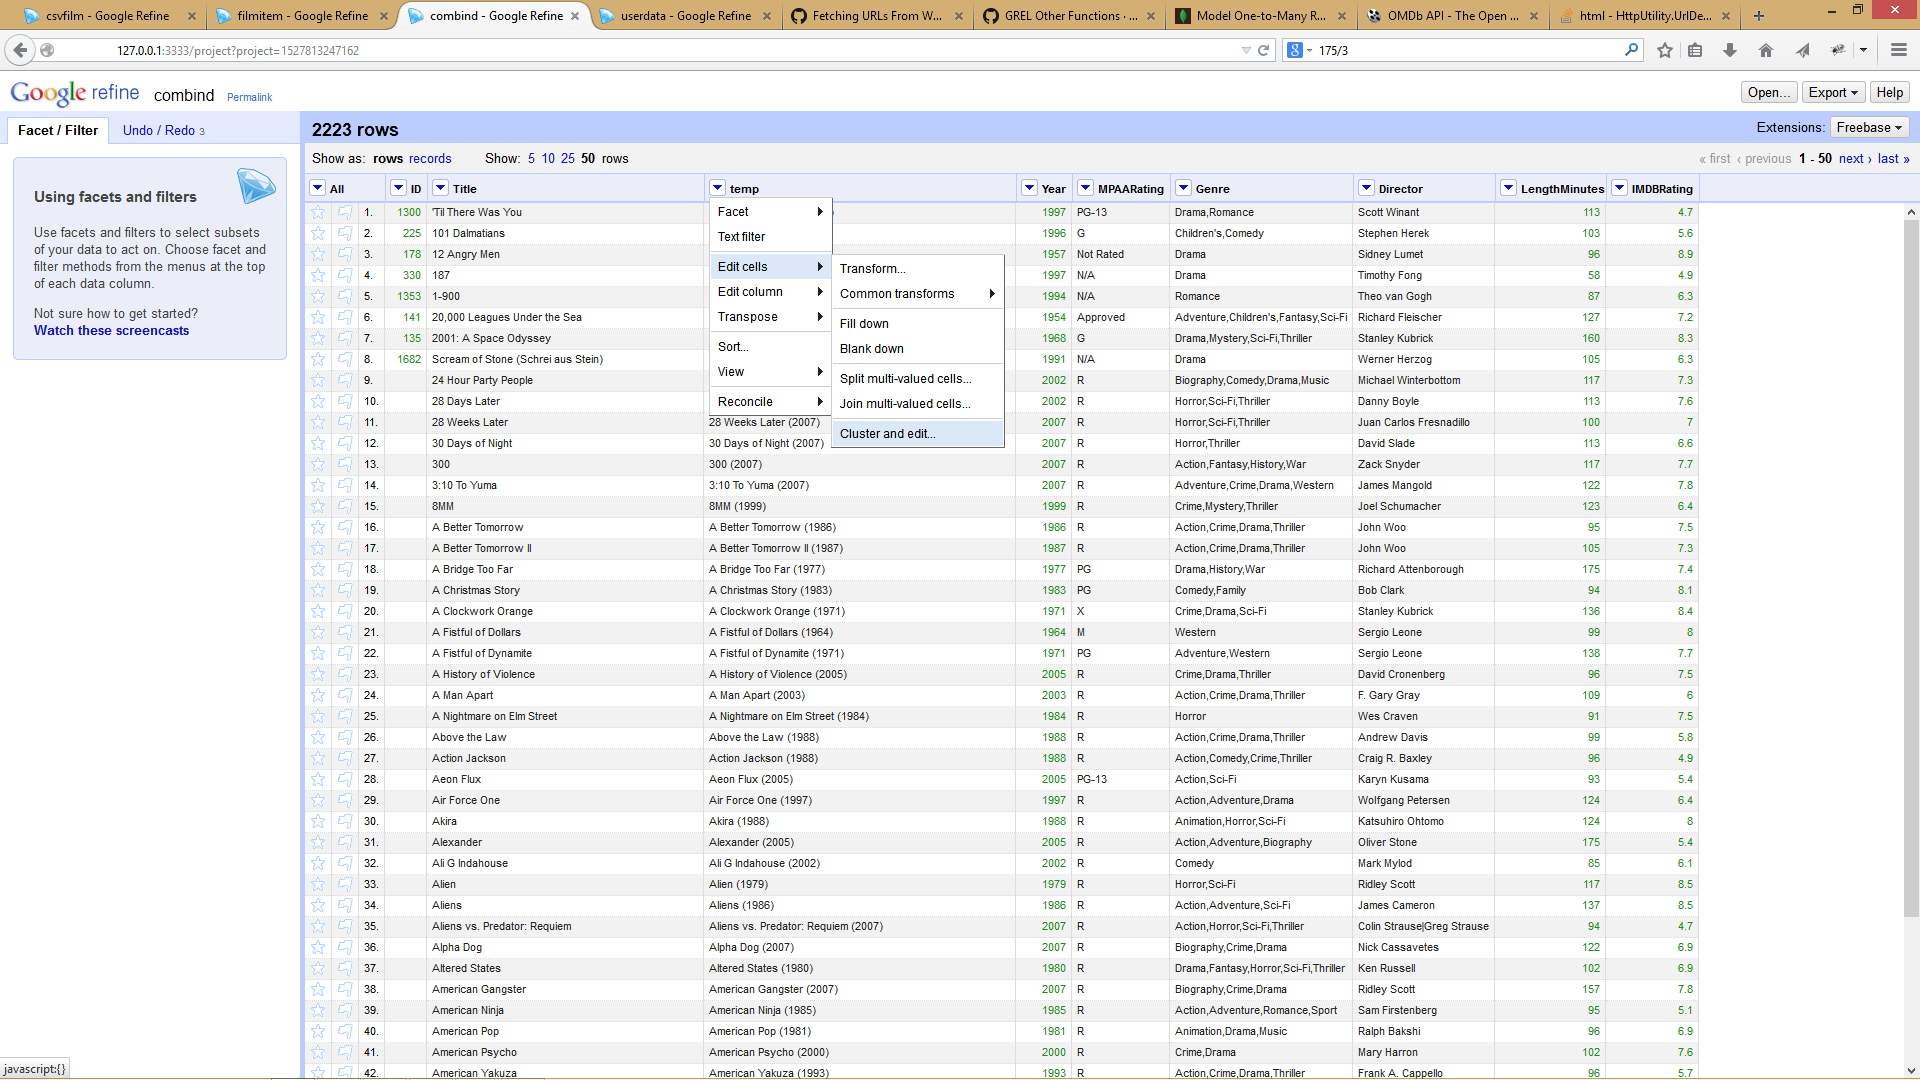 csvfilm - Google Refine × filmitem - Google Refine × combind - Google Refine × userdata - Google Refine × Fetching URLs From W... × GREL Other Functions · ... × Model One-to-Many R... × OMDb API - The Open ... × html - HttpUtility.UrlDe... ×
127.0.0.1:3333/project?project=1527813247162 175/3
Google refine combind Permalink Open... Export Help
Facet / Filter Undo / Redo 3 2223 rows Extensions: Freebase
Show as: rows records Show: 5 10 25 50 rows « first ‹ previous 1 - 50 next › last »
Using facets and filters
Use facets and filters to select subsets
of your data to act on. Choose facet and
filter methods from the menus at the top
of each data column.
Not sure how to get started?
Watch these screencasts
All ID Title temp Year MPAARating Genre Director LengthMinutes IMDBRating
Facet
Text filter
Edit cells
Edit column
Transpose
Sort...
View
Reconcile
Transform...
Common transforms
Fill down
Blank down
Split multi-valued cells...
Join multi-valued cells...
Cluster and edit...
1. 1300 'Til There Was You 1997 PG-13 Drama,Romance Scott Winant 113 4.7
2. 225 101 Dalmatians 1996 G Children's,Comedy Stephen Herek 103 5.6
3. 178 12 Angry Men 1957 Not Rated Drama Sidney Lumet 96 8.9
4. 330 187 1997 N/A Drama Timothy Fong 58 4.9
5. 1353 1-900 1994 N/A Romance Theo van Gogh 87 6.3
6. 141 20,000 Leagues Under the Sea 1954 Approved Adventure,Children's,Fantasy,Sci-Fi Richard Fleischer 127 7.2
7. 135 2001: A Space Odyssey 1968 G Drama,Mystery,Sci-Fi,Thriller Stanley Kubrick 160 8.3
8. 1682 Scream of Stone (Schrei aus Stein) 1991 N/A Drama Werner Herzog 105 6.3
9. 24 Hour Party People 2002 R Biography,Comedy,Drama,Music Michael Winterbottom 117 7.3
10. 28 Days Later 2002 R Horror,Sci-Fi,Thriller Danny Boyle 113 7.6
11. 28 Weeks Later 28 Weeks Later (2007) 2007 R Horror,Sci-Fi,Thriller Juan Carlos Fresnadillo 100 7
12. 30 Days of Night 30 Days of Night (2007) 2007 R Horror,Thriller David Slade 113 6.6
13. 300 300 (2007) 2007 R Action,Fantasy,History,War Zack Snyder 117 7.7
14. 3:10 To Yuma 3:10 To Yuma (2007) 2007 R Adventure,Crime,Drama,Western James Mangold 122 7.8
15. 8MM 8MM (1999) 1999 R Crime,Mystery,Thriller Joel Schumacher 123 6.4
16. A Better Tomorrow A Better Tomorrow (1986) 1986 R Action,Crime,Drama,Thriller John Woo 95 7.5
17. A Better Tomorrow II A Better Tomorrow II (1987) 1987 R Action,Crime,Drama,Thriller John Woo 105 7.3
18. A Bridge Too Far A Bridge Too Far (1977) 1977 PG Drama,History,War Richard Attenborough 175 7.4
19. A Christmas Story A Christmas Story (1983) 1983 PG Comedy,Family Bob Clark 94 8.1
20. A Clockwork Orange A Clockwork Orange (1971) 1971 X Crime,Drama,Sci-Fi Stanley Kubrick 136 8.4
21. A Fistful of Dollars A Fistful of Dollars (1964) 1964 M Western Sergio Leone 99 8
22. A Fistful of Dynamite A Fistful of Dynamite (1971) 1971 PG Adventure,Western Sergio Leone 138 7.7
23. A History of Violence A History of Violence (2005) 2005 R Crime,Drama,Thriller David Cronenberg 96 7.5
24. A Man Apart A Man Apart (2003) 2003 R Action,Crime,Drama,Thriller F. Gary Gray 109 6
25. A Nightmare on Elm Street A Nightmare on Elm Street (1984) 1984 R Horror Wes Craven 91 7.5
26. Above the Law Above the Law (1988) 1988 R Action,Crime,Drama,Thriller Andrew Davis 99 5.8
27. Action Jackson Action Jackson (1988) 1988 R Action,Comedy,Crime,Thriller Craig R. Baxley 96 4.9
28. Aeon Flux Aeon Flux (2005) 2005 PG-13 Action,Sci-Fi Karyn Kusama 93 5.4
29. Air Force One Air Force One (1997) 1997 R Action,Adventure,Drama Wolfgang Petersen 124 6.4
30. Akira Akira (1988) 1988 R Animation,Horror,Sci-Fi Katsuhiro Ohtomo 124 8
31. Alexander Alexander (2005) 2005 R Action,Adventure,Biography Oliver Stone 175 5.4
32. Ali G Indahouse Ali G Indahouse (2002) 2002 R Comedy Mark Mylod 85 6.1
33. Alien Alien (1979) 1979 R Horror,Sci-Fi Ridley Scott 117 8.5
34. Aliens Aliens (1986) 1986 R Action,Adventure,Sci-Fi James Cameron 137 8.5
35. Aliens vs. Predator: Requiem Aliens vs. Predator: Requiem (2007) 2007 R Action,Horror,Sci-Fi,Thriller Colin Strause|Greg Strause 94 4.7
36. Alpha Dog Alpha Dog (2007) 2007 R Biography,Crime,Drama Nick Cassavetes 122 6.9
37. Altered States Altered States (1980) 1980 R Drama,Fantasy,Horror,Sci-Fi,Thriller Ken Russell 102 6.9
38. American Gangster American Gangster (2007) 2007 R Biography,Crime,Drama Ridley Scott 157 7.8
39. American Ninja American Ninja (1985) 1985 R Action,Adventure,Romance,Sport Sam Firstenberg 95 5.1
40. American Pop American Pop (1981) 1981 R Animation,Drama,Music Ralph Bakshi 96 6.9
41. American Psycho American Psycho (2000) 2000 R Crime,Drama Mary Harron 102 7.6
42. American Yakuza American Yakuza (1993) 1993 R Action,Crime,Drama,Thriller Frank A. Cappello 96 5.7
javascript:{}